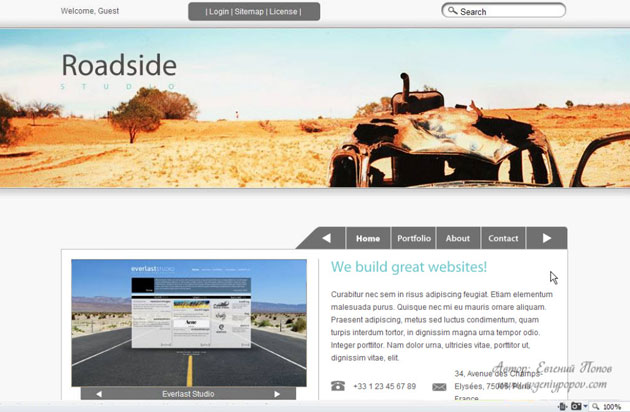 Welcome, Guest
| Login | Sitemap | License |
Search
Roadside
STUDIO
Home
Portfolio
About
Contact
everlaststudio
We build great websites!
Curabitur nec sem in risus adipiscing feugiat. Etiam elementum
malesuada purus. Quisque nec mi eu mauris ornare aliquam.
Praesent adipiscing, metus sed luctus condimentum, quam
turpis interdum tortor, in dignissim magna urna tempor odio.
Integer porttitor. Nam dolor urna, ultricies vitae, porttitor ut,
dignissim vitae, elit.
Everlast Studio
+33 1 23 45 67 89
34, Avenue des Champs-
Elysées, 75006, Paris,
France
Автор: Евгений Попов
www.evgeniypopov.com
100%